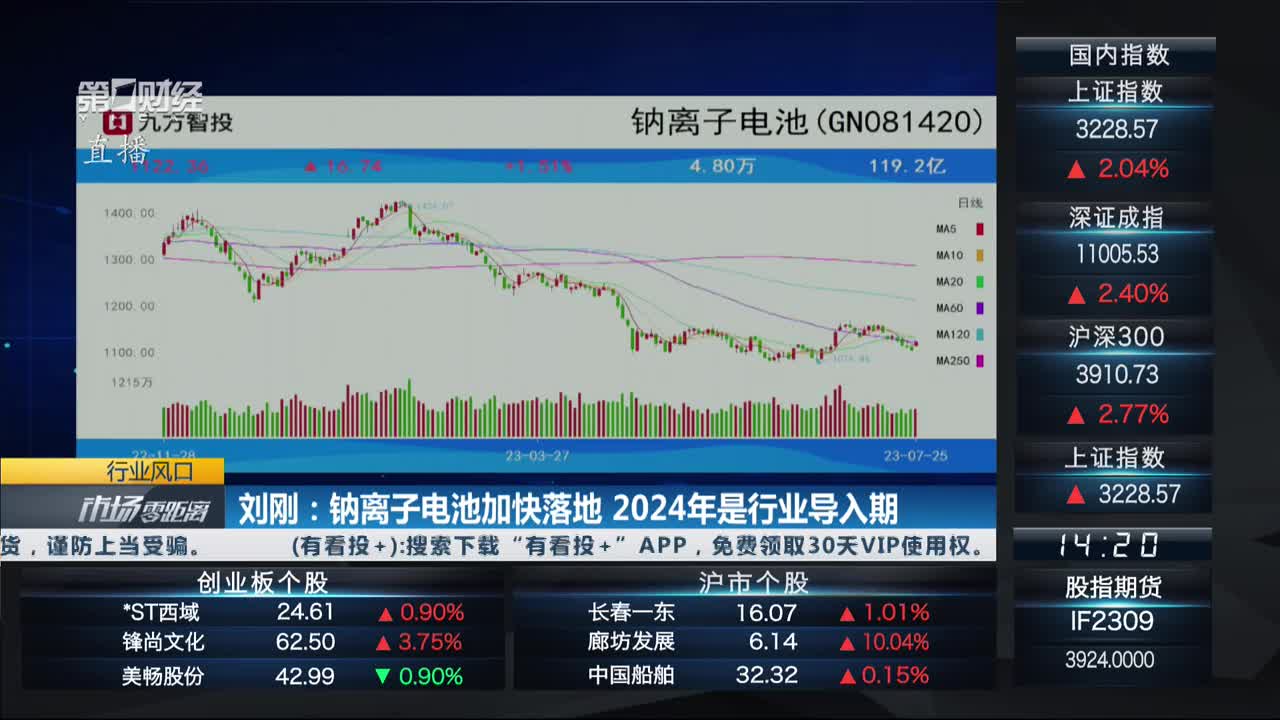 第一财经
直播
九方智投
钠离子电池(GN081420)
1122.36 ▲ 16.74 +1.51% 4.80万 119.2亿
日线
1400.00
1300.00
1200.00
1100.00
1215万
MA5
MA10
MA20
MA60
MA120
MA250
22-11-28 23-03-27 23-07-25
行业风口
市场零距离
刘刚：钠离子电池加快落地 2024年是行业导入期
货，谨防上当受骗。 (有看投+):搜索下载“有看投+”APP，免费领取30天VIP使用权。
创业板个股
*ST西域 24.61 ▲ 0.90%
锋尚文化 62.50 ▲ 3.75%
美畅股份 42.99 ▼ 0.90%
沪市个股
长春一东 16.07 ▲ 1.01%
廊坊发展 6.14 ▲ 10.04%
中国船舶 32.32 ▲ 0.15%
国内指数
上证指数
3228.57
▲ 2.04%
深证成指
11005.53
▲ 2.40%
沪深300
3910.73
▲ 2.77%
上证指数
▲ 3228.57
14:20
股指期货
IF2309
3924.0000